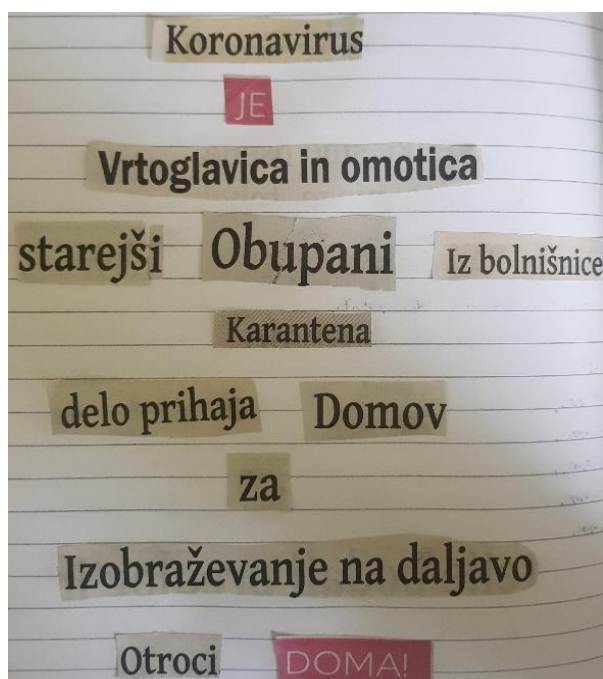 Koronavirus
JE
Vrtoglavica in omotica
starejši Obupani Iz bolnišnice
Karantena
delo prihaja Domov
za
Izobraževanje na daljavo
Otroci DOMA!